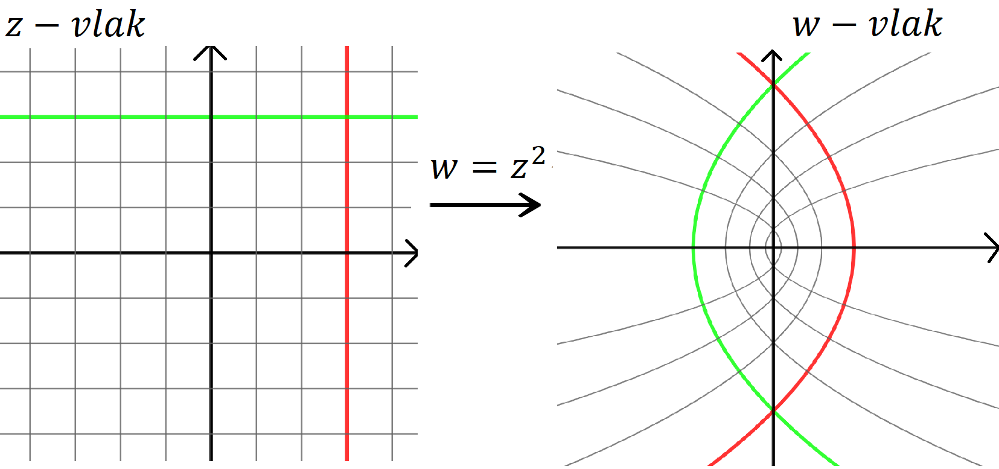 z − vlak
w − vlak
w = z²